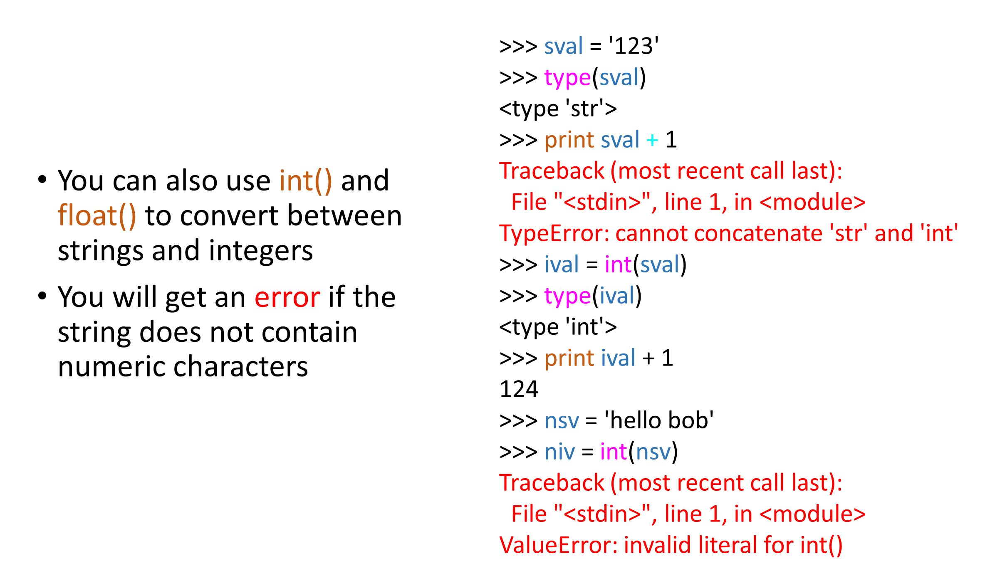 • You can also use int() and
float() to convert between
strings and integers
• You will get an error if the
string does not contain
numeric characters
>>> sval = '123'
>>> type(sval)
<type 'str'>
>>> print sval + 1
Traceback (most recent call last):
  File "<stdin>", line 1, in <module>
TypeError: cannot concatenate 'str' and 'int'
>>> ival = int(sval)
>>> type(ival)
<type 'int'>
>>> print ival + 1
124
>>> nsv = 'hello bob'
>>> niv = int(nsv)
Traceback (most recent call last):
  File "<stdin>", line 1, in <module>
ValueError: invalid literal for int()